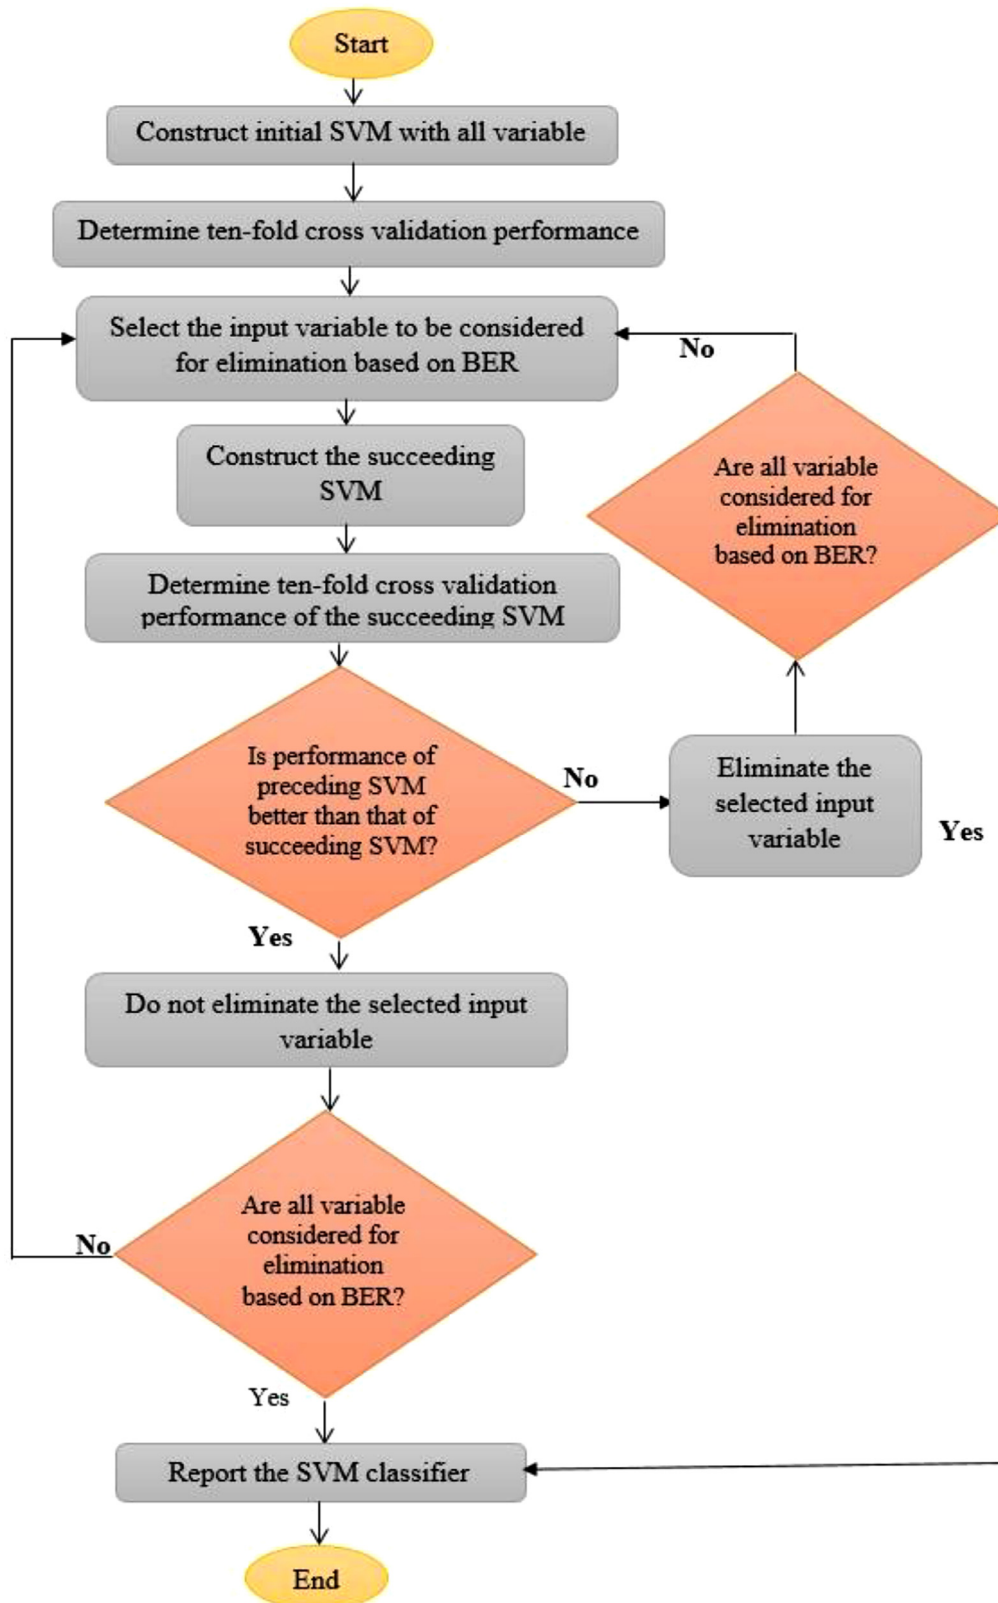 Start
Construct initial SVM with all variable
Determine ten-fold cross validation performance
Select the input variable to be considered
for elimination based on BER
No
Construct the succeeding
SVM
Are all variable
considered for
elimination
based on BER?
Determine ten-fold cross validation
performance of the succeeding SVM
Is performance of
preceding SVM
better than that of
succeeding SVM?
No
Eliminate the
selected input
variable
Yes
Yes
Do not eliminate the selected input
variable
Are all variable
considered for
elimination
based on BER?
No
Yes
Report the SVM classifier
End